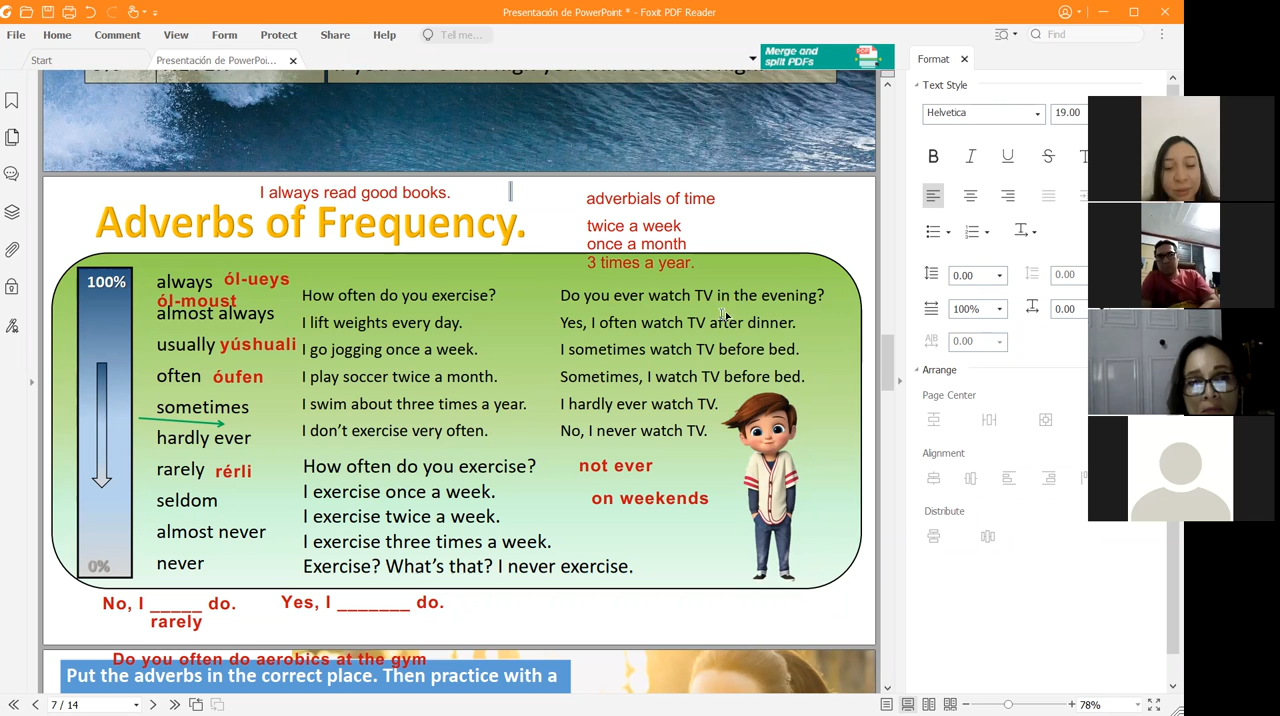 Presentación de PowerPoint * - Foxit PDF Reader
File Home Comment View Form Protect Share Help Tell me... Find
Start Presentación de PowerPoi... Merge and split PDFs
Format
Text Style
Helvetica 19.00
B I U S T
0.00 0.00
100% 0.00
0.00
Arrange
Page Center
Alignment
Distribute
I always read good books.
Adverbs of Frequency.
adverbials of time
twice a week
once a month
3 times a year.
100%
0%
always ól-ueys
ól-moust
almost always
usually yúshuali
often óufen
sometimes
hardly ever
rarely rérli
seldom
almost never
never
How often do you exercise?
I lift weights every day.
I go jogging once a week.
I play soccer twice a month.
I swim about three times a year.
I don't exercise very often.
How often do you exercise?
I exercise once a week.
I exercise twice a week.
I exercise three times a week.
Exercise? What's that? I never exercise.
Do you ever watch TV in the evening?
Yes, I often watch TV after dinner.
I sometimes watch TV before bed.
Sometimes, I watch TV before bed.
I hardly ever watch TV.
No, I never watch TV.
not ever
on weekends
No, I _____ do. Yes, I _______ do.
rarely
Do you often do aerobics at the gym
Put the adverbs in the correct place. Then practice with a
7 / 14 78%